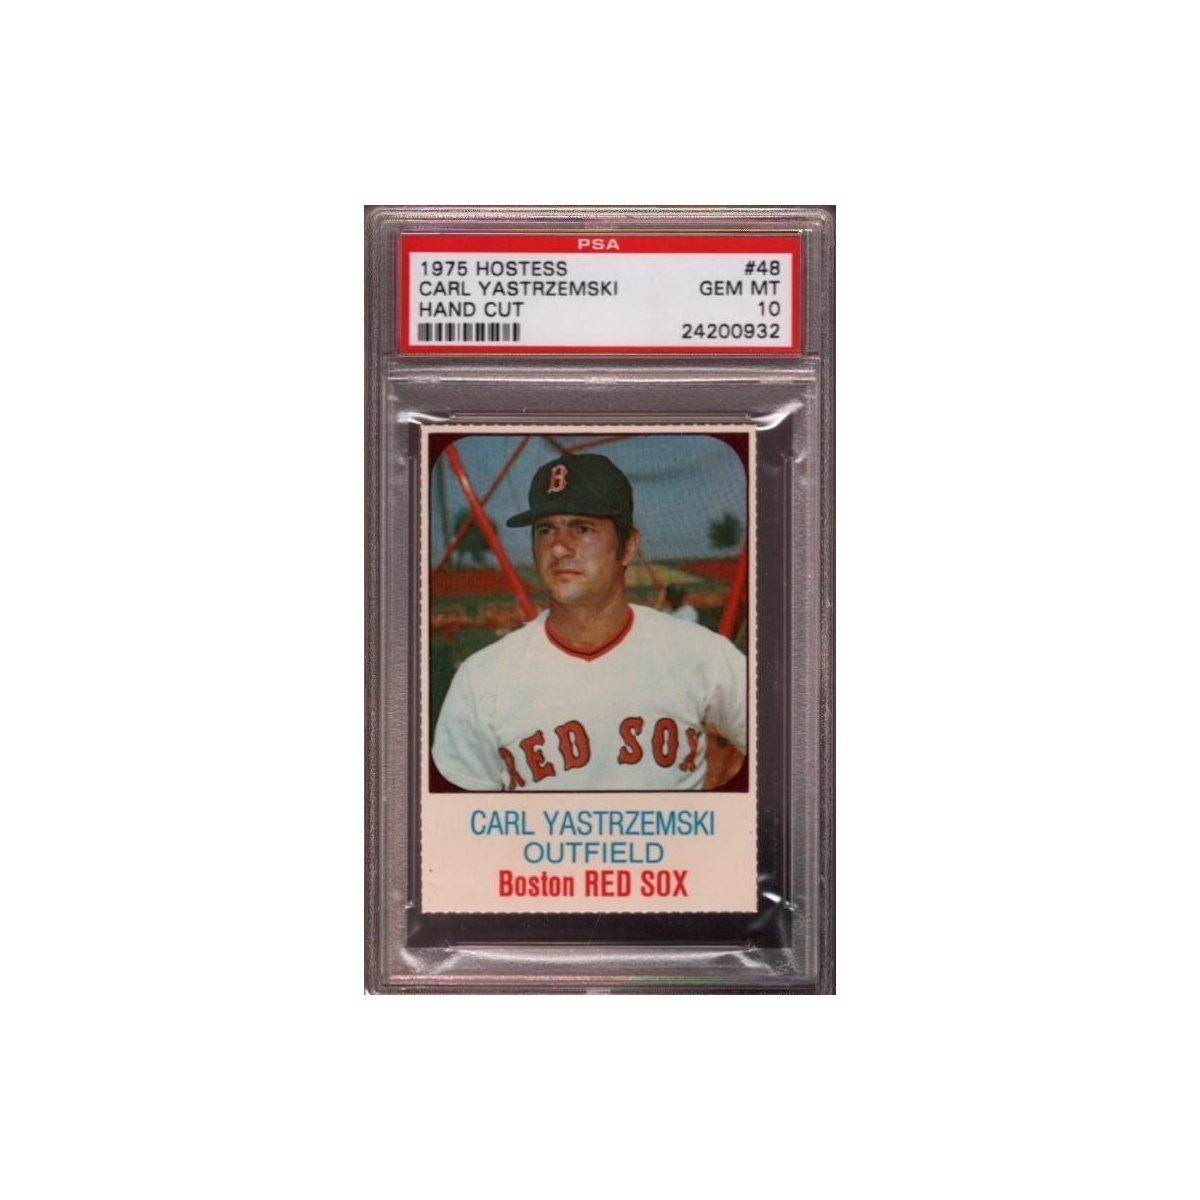 PSA
1975 HOSTESS #48
CARL YASTRZEMSKI GEM MT
HAND CUT 10
24200932
B
RED SOX
CARL YASTRZEMSKI
OUTFIELD
Boston RED SOX